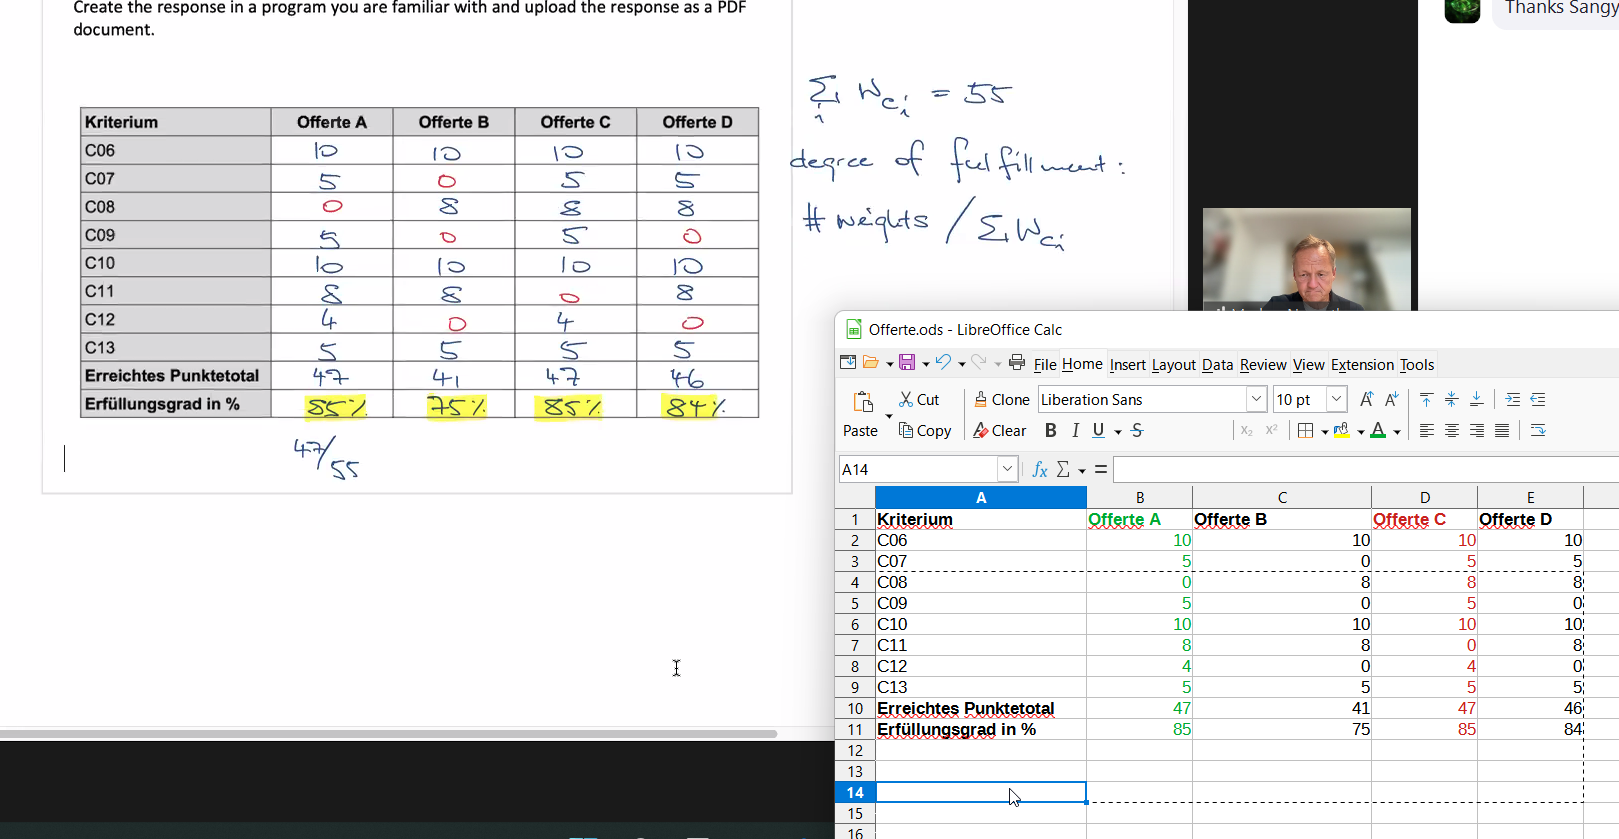 Create the response in a program you are familiar with and upload the response as a PDF
document.
Kriterium Offerte A Offerte B Offerte C Offerte D
C06 10 10 10 10
C07 5 0 5 5
C08 0 8 8 8
C09 5 0 5 0
C10 10 10 10 10
C11 8 8 0 8
C12 4 0 4 0
C13 5 5 5 5
Erreichtes Punktetotal 47 41 47 46
Erfüllungsgrad in % 85% 75% 85% 84%
47/55
Σi Wci = 55
degree of fulfillment:
# weights / Σi Wci
Thanks Sangy
Offerte.ods - LibreOffice Calc
File Home Insert Layout Data Review View Extension Tools
Cut Clone Liberation Sans 10 pt
Paste Copy Clear B I U S
A14 fx Σ =
A B C D E
1 Kriterium Offerte A Offerte B Offerte C Offerte D
2 C06 10 10 10 10
3 C07 5 0 5 5
4 C08 0 8 8 8
5 C09 5 0 5 0
6 C10 10 10 10 10
7 C11 8 8 0 8
8 C12 4 0 4 0
9 C13 5 5 5 5
10 Erreichtes Punktetotal 47 41 47 46
11 Erfüllungsgrad in % 85 75 85 84
12
13
14
15
16